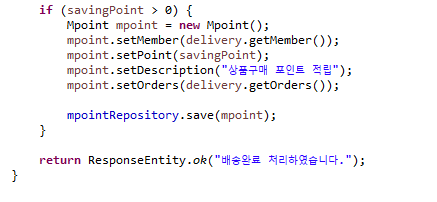 if (savingPoint > 0) {
Mpoint mpoint = new Mpoint();
mpoint.setMember(delivery.getMember());
mpoint.setPoint(savingPoint);
mpoint.setDescription("상품구매 포인트 적립");
mpoint.setOrders(delivery.getOrders());
mpointRepository.save(mpoint);
}
return ResponseEntity.ok("배송완료 처리하였습니다.");
}